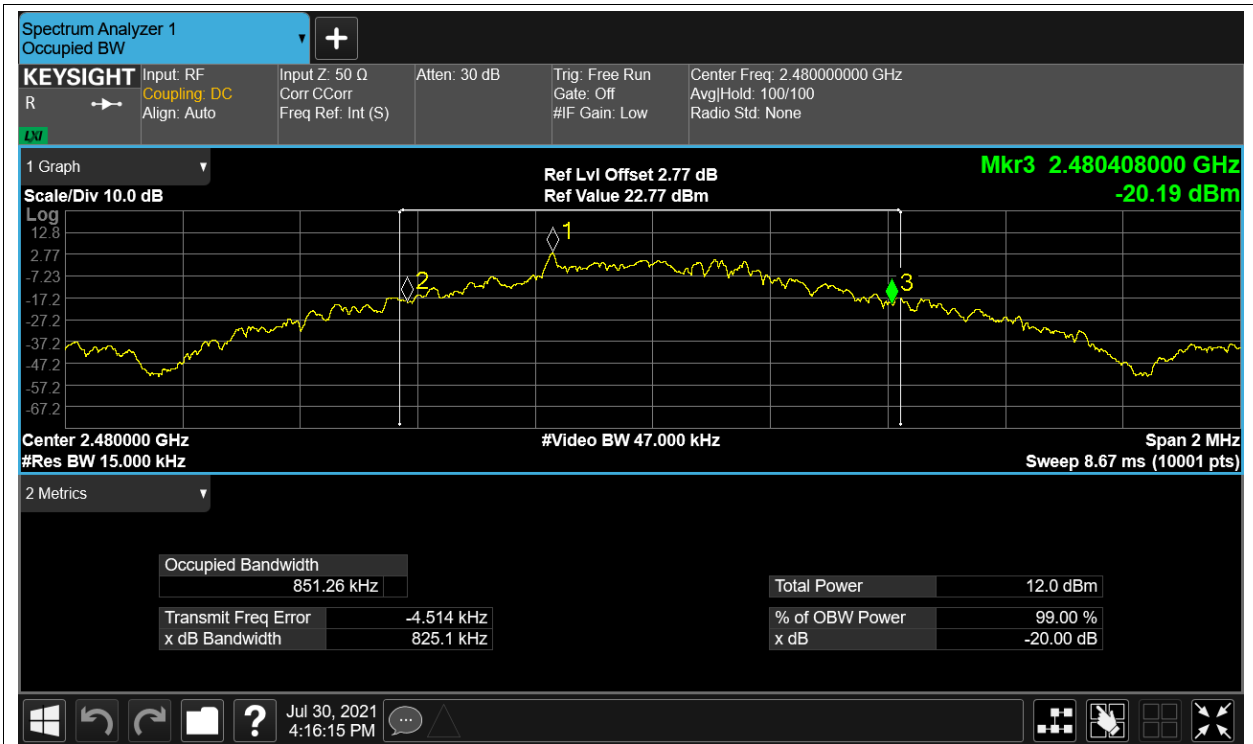 Spectrum Analyzer 1
Occupied BW
KEYSIGHT
R
LXI
Input: RF
Coupling: DC
Align: Auto
Input Z: 50 Ω
Corr CCorr
Freq Ref: Int (S)
Atten: 30 dB
Trig: Free Run
Gate: Off
#IF Gain: Low
Center Freq: 2.480000000 GHz
Avg|Hold: 100/100
Radio Std: None
1 Graph
Scale/Div 10.0 dB
Ref Lvl Offset 2.77 dB
Ref Value 22.77 dBm
Mkr3 2.480408000 GHz
-20.19 dBm
Log
12.8
2.77
-7.23
-17.2
-27.2
-37.2
-47.2
-57.2
-67.2
1
2
3
Center 2.480000 GHz
#Res BW 15.000 kHz
#Video BW 47.000 kHz
Span 2 MHz
Sweep 8.67 ms (10001 pts)
2 Metrics
Occupied Bandwidth
851.26 kHz
Transmit Freq Error -4.514 kHz
x dB Bandwidth 825.1 kHz
Total Power 12.0 dBm
% of OBW Power 99.00 %
x dB -20.00 dB
?
Jul 30, 2021
4:16:15 PM